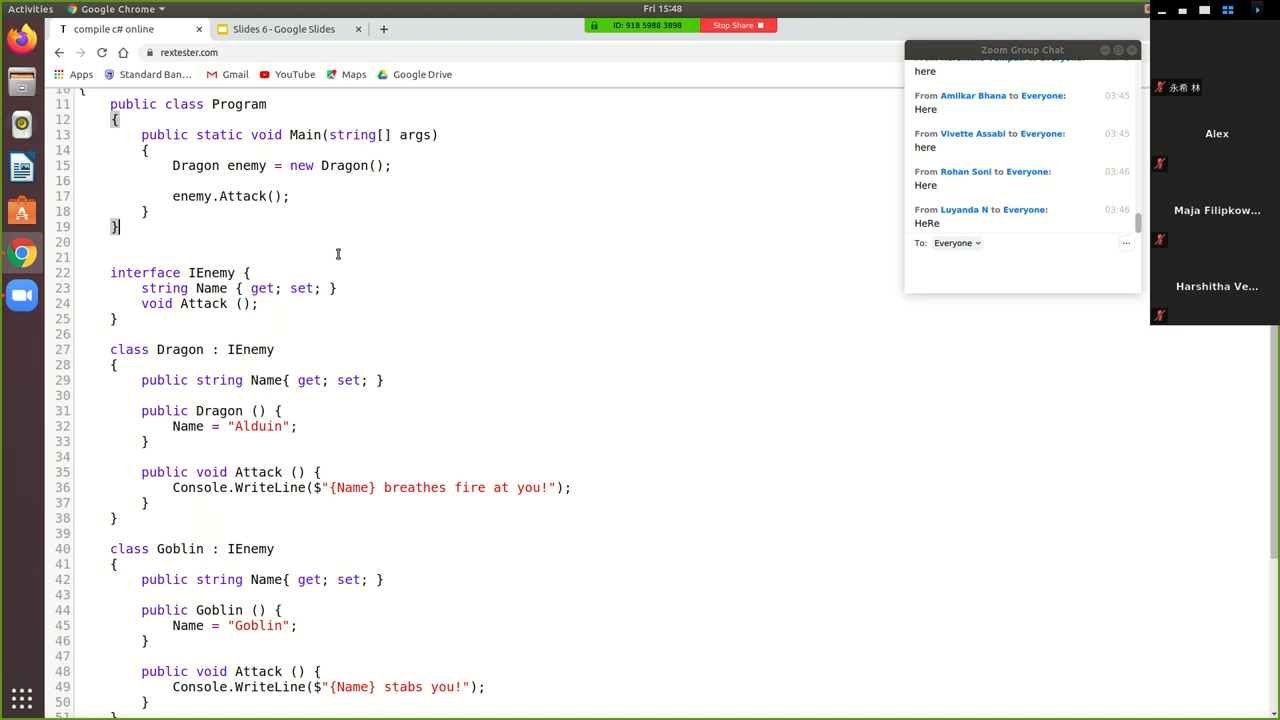 Activities
Google Chrome
Fri 15:48
compile c# online
Slides 6 - Google Slides
ID: 918 5988 3898
Stop Share
rextester.com
Apps
Standard Ban...
Gmail
YouTube
Maps
Google Drive
10 {
11 public class Program
12 {
13 public static void Main(string[] args)
14 {
15 Dragon enemy = new Dragon();
16
17 enemy.Attack();
18 }
19 }
20
21
22 interface IEnemy {
23 string Name { get; set; }
24 void Attack ();
25 }
26
27 class Dragon : IEnemy
28 {
29 public string Name{ get; set; }
30
31 public Dragon () {
32 Name = "Alduin";
33 }
34
35 public void Attack () {
36 Console.WriteLine($"{Name} breathes fire at you!");
37 }
38 }
39
40 class Goblin : IEnemy
41 {
42 public string Name{ get; set; }
43
44 public Goblin () {
45 Name = "Goblin";
46 }
47
48 public void Attack () {
49 Console.WriteLine($"{Name} stabs you!");
50 }
51 }
Zoom Group Chat
here
From Amilkar Bhana to Everyone: 03:45
Here
From Vivette Assabi to Everyone: 03:45
here
From Rohan Soni to Everyone: 03:46
Here
From Luyanda N to Everyone: 03:46
HeRe
To: Everyone
永希 林
Alex
Maja Filipkow...
Harshitha Ve...